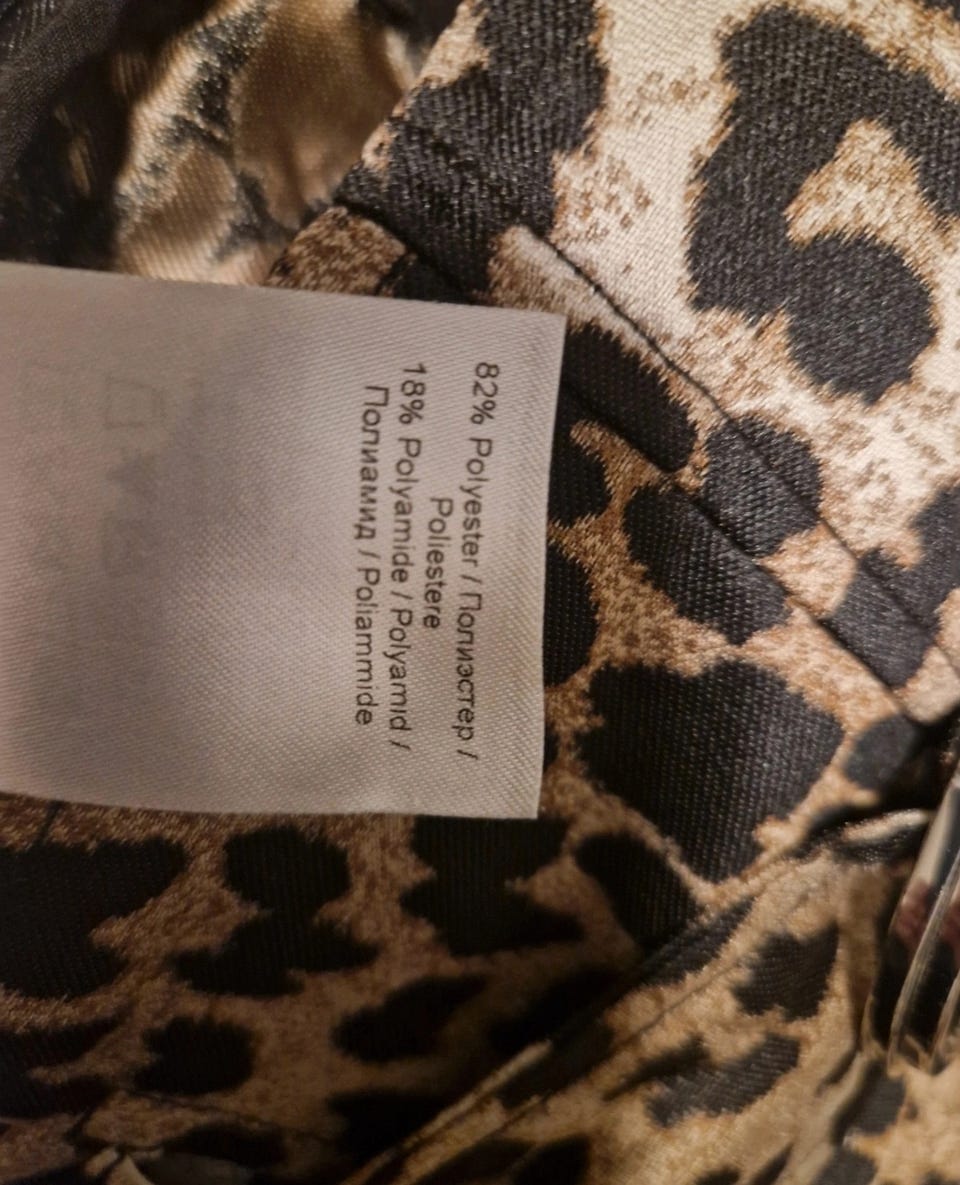 82% Polyester / Полиэстер /
Poliestere
18% Polyamide / Polyamid /
Полиамид / Poliammide